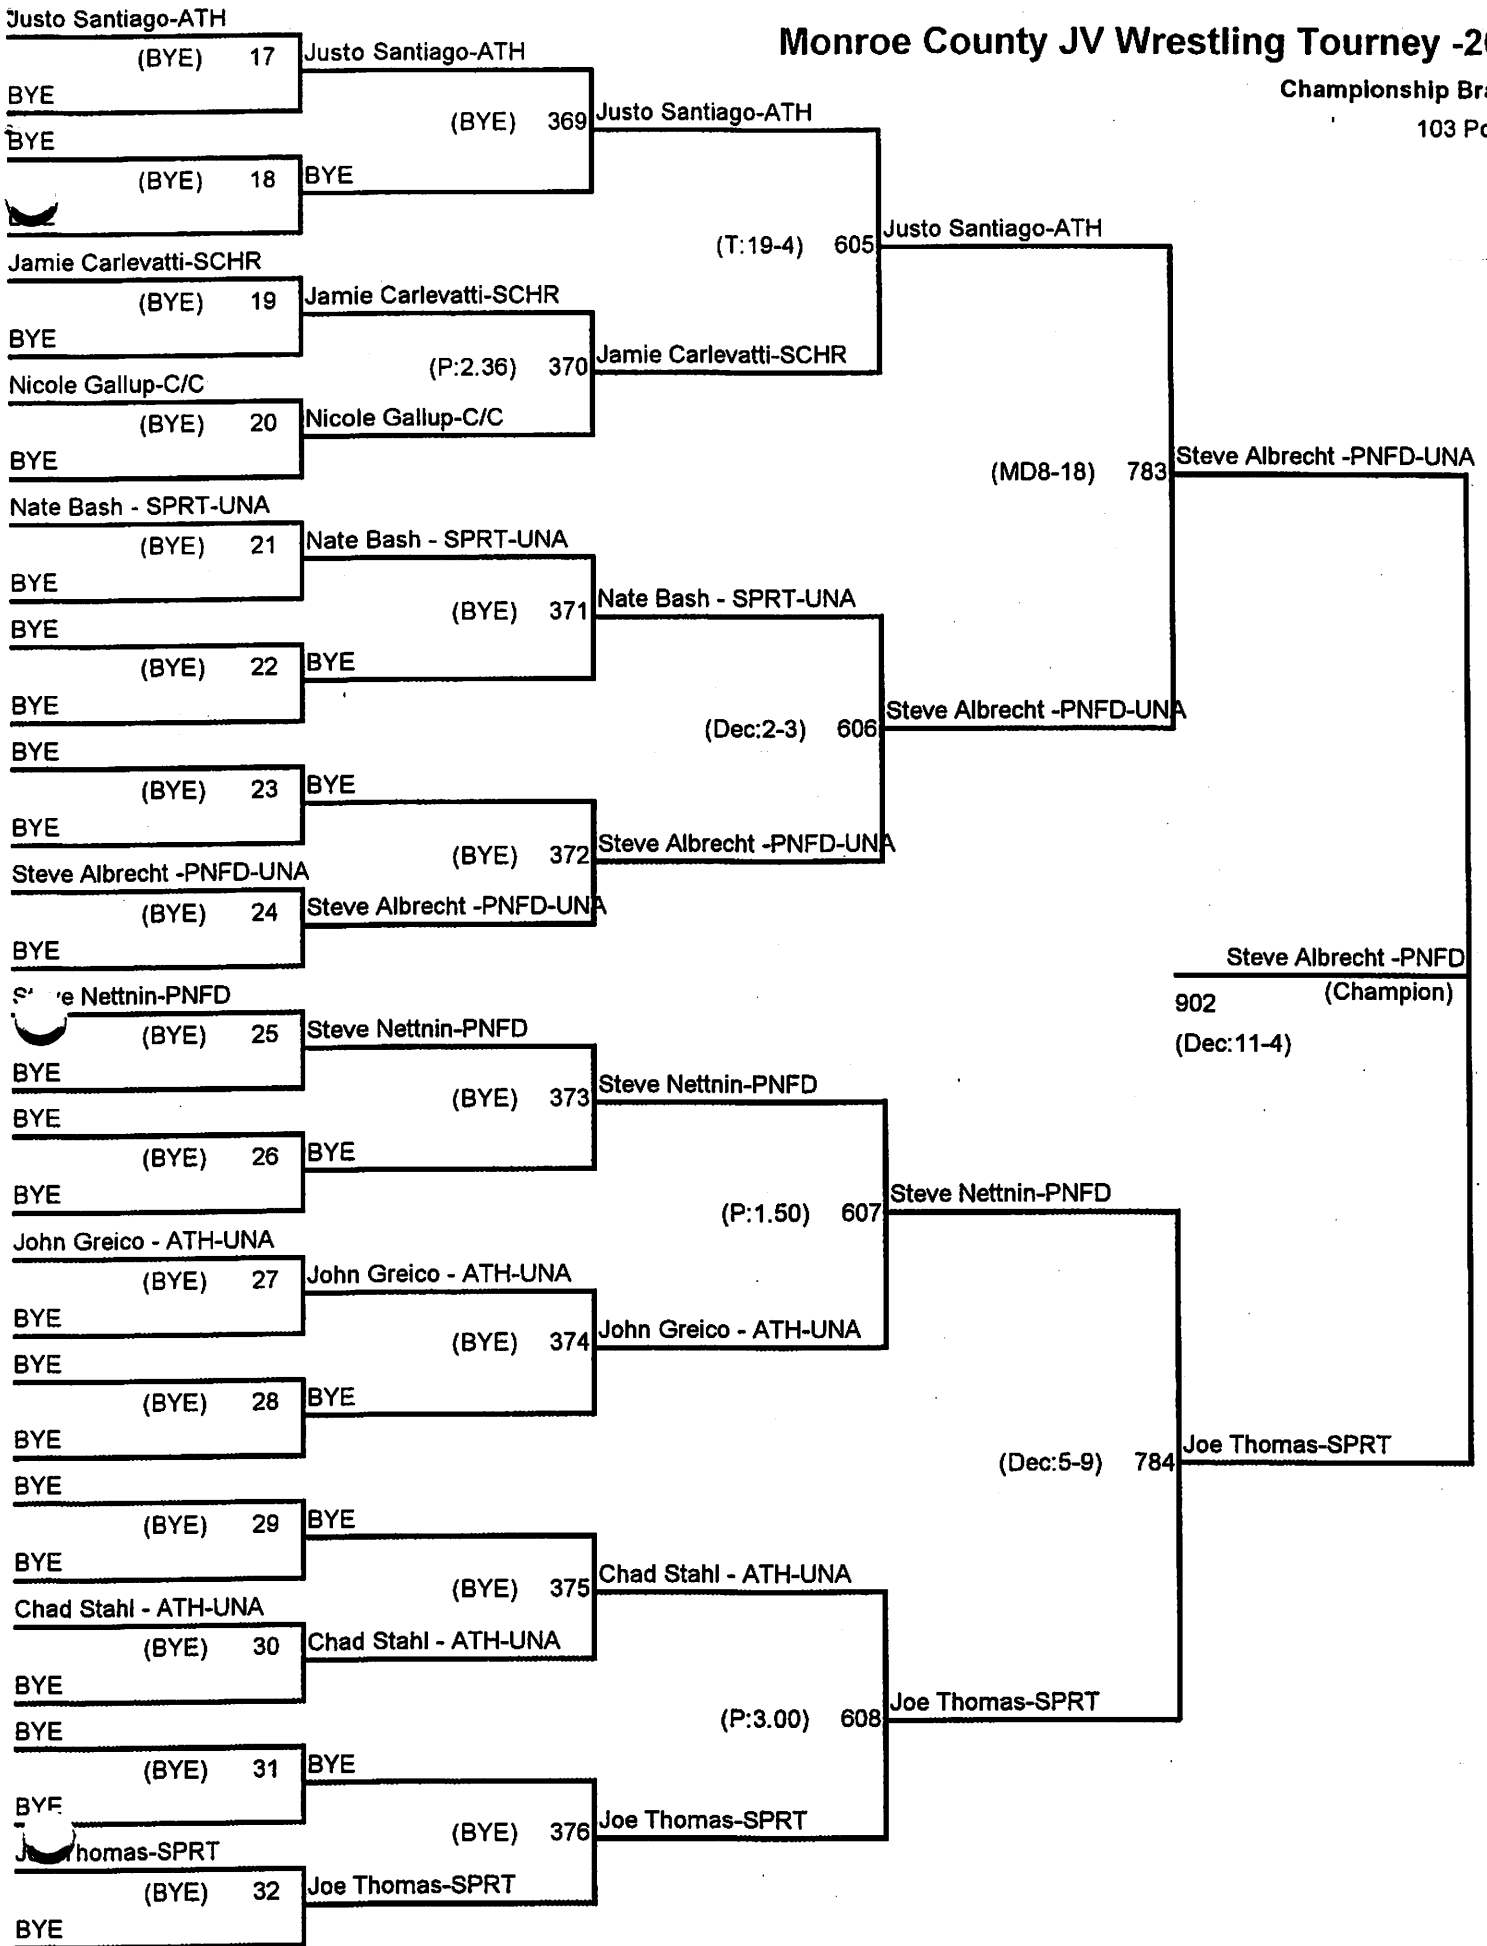 Monroe County JV Wrestling Tourney -20
Championship Bra
103 Po
Justo Santiago-ATH
(BYE) 17
BYE
Justo Santiago-ATH
(BYE) 369
BYE
(BYE) 18
BYE
Justo Santiago-ATH
(T:19-4) 605
Jamie Carlevatti-SCHR
(BYE) 19
BYE
Jamie Carlevatti-SCHR
(P:2.36) 370
Nicole Gallup-C/C
(BYE) 20
BYE
Nicole Gallup-C/C
Jamie Carlevatti-SCHR
Justo Santiago-ATH
(MD8-18) 783
Nate Bash - SPRT-UNA
(BYE) 21
BYE
Nate Bash - SPRT-UNA
(BYE) 371
BYE
(BYE) 22
BYE
BYE
Nate Bash - SPRT-UNA
(Dec:2-3) 606
BYE
(BYE) 23
BYE
BYE
(BYE) 372
Steve Albrecht -PNFD-UNA
(BYE) 24
BYE
Steve Albrecht -PNFD-UNA
Steve Albrecht -PNFD-UNA
Steve Albrecht -PNFD-UNA
Steve Albrecht -PNFD-UNA
Steve Albrecht -PNFD
(Champion)
902
(Dec:11-4)
Nettnin-PNFD
(BYE) 25
BYE
Steve Nettnin-PNFD
(BYE) 373
BYE
(BYE) 26
BYE
BYE
Steve Nettnin-PNFD
(P:1.50) 607
John Greico - ATH-UNA
(BYE) 27
BYE
John Greico - ATH-UNA
(BYE) 374
BYE
(BYE) 28
BYE
BYE
John Greico - ATH-UNA
Steve Nettnin-PNFD
(Dec:5-9) 784
BYE
(BYE) 29
BYE
BYE
(BYE) 375
Chad Stahl - ATH-UNA
(BYE) 30
BYE
Chad Stahl - ATH-UNA
Chad Stahl - ATH-UNA
(P:3.00) 608
BYE
(BYE) 31
BYE
BYE
(BYE) 376
homas-SPRT
(BYE) 32
BYE
Joe Thomas-SPRT
Joe Thomas-SPRT
Joe Thomas-SPRT
Joe Thomas-SPRT